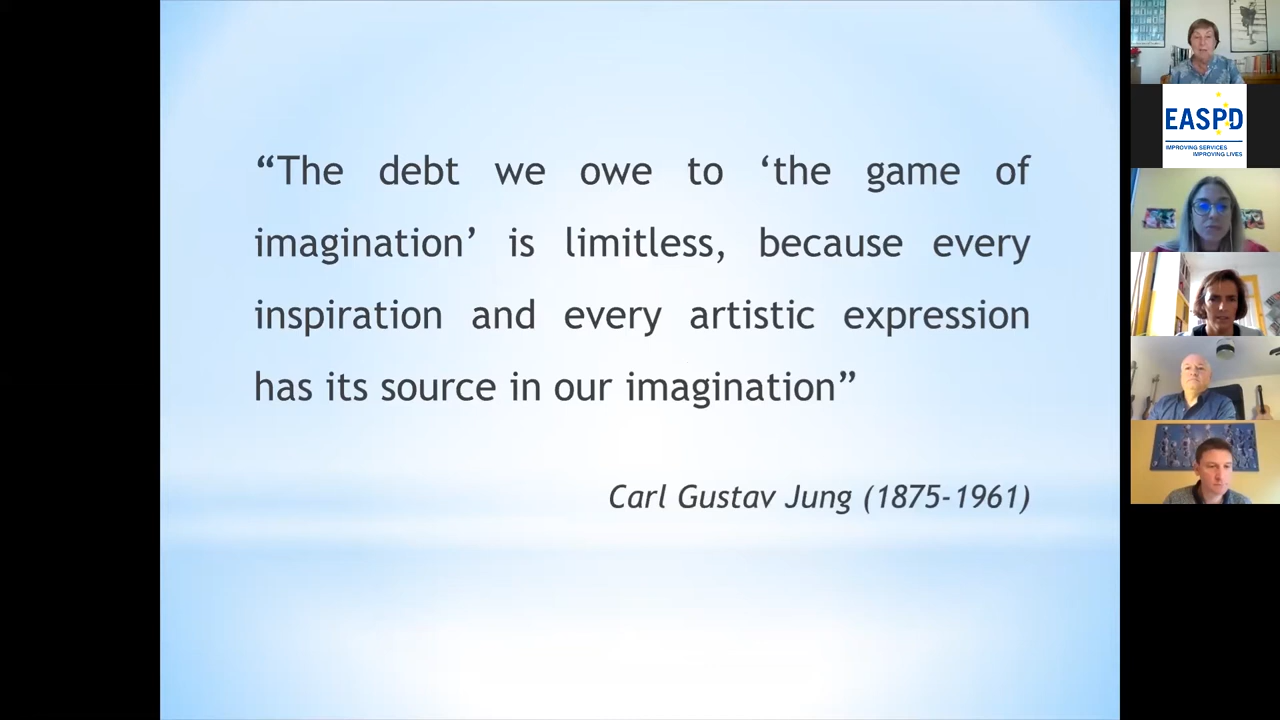 “The debt we owe to ‘the game of
imagination’ is limitless, because every
inspiration and every artistic expression
has its source in our imagination”
Carl Gustav Jung (1875-1961)
EASPD
IMPROVING SERVICES
IMPROVING LIVES